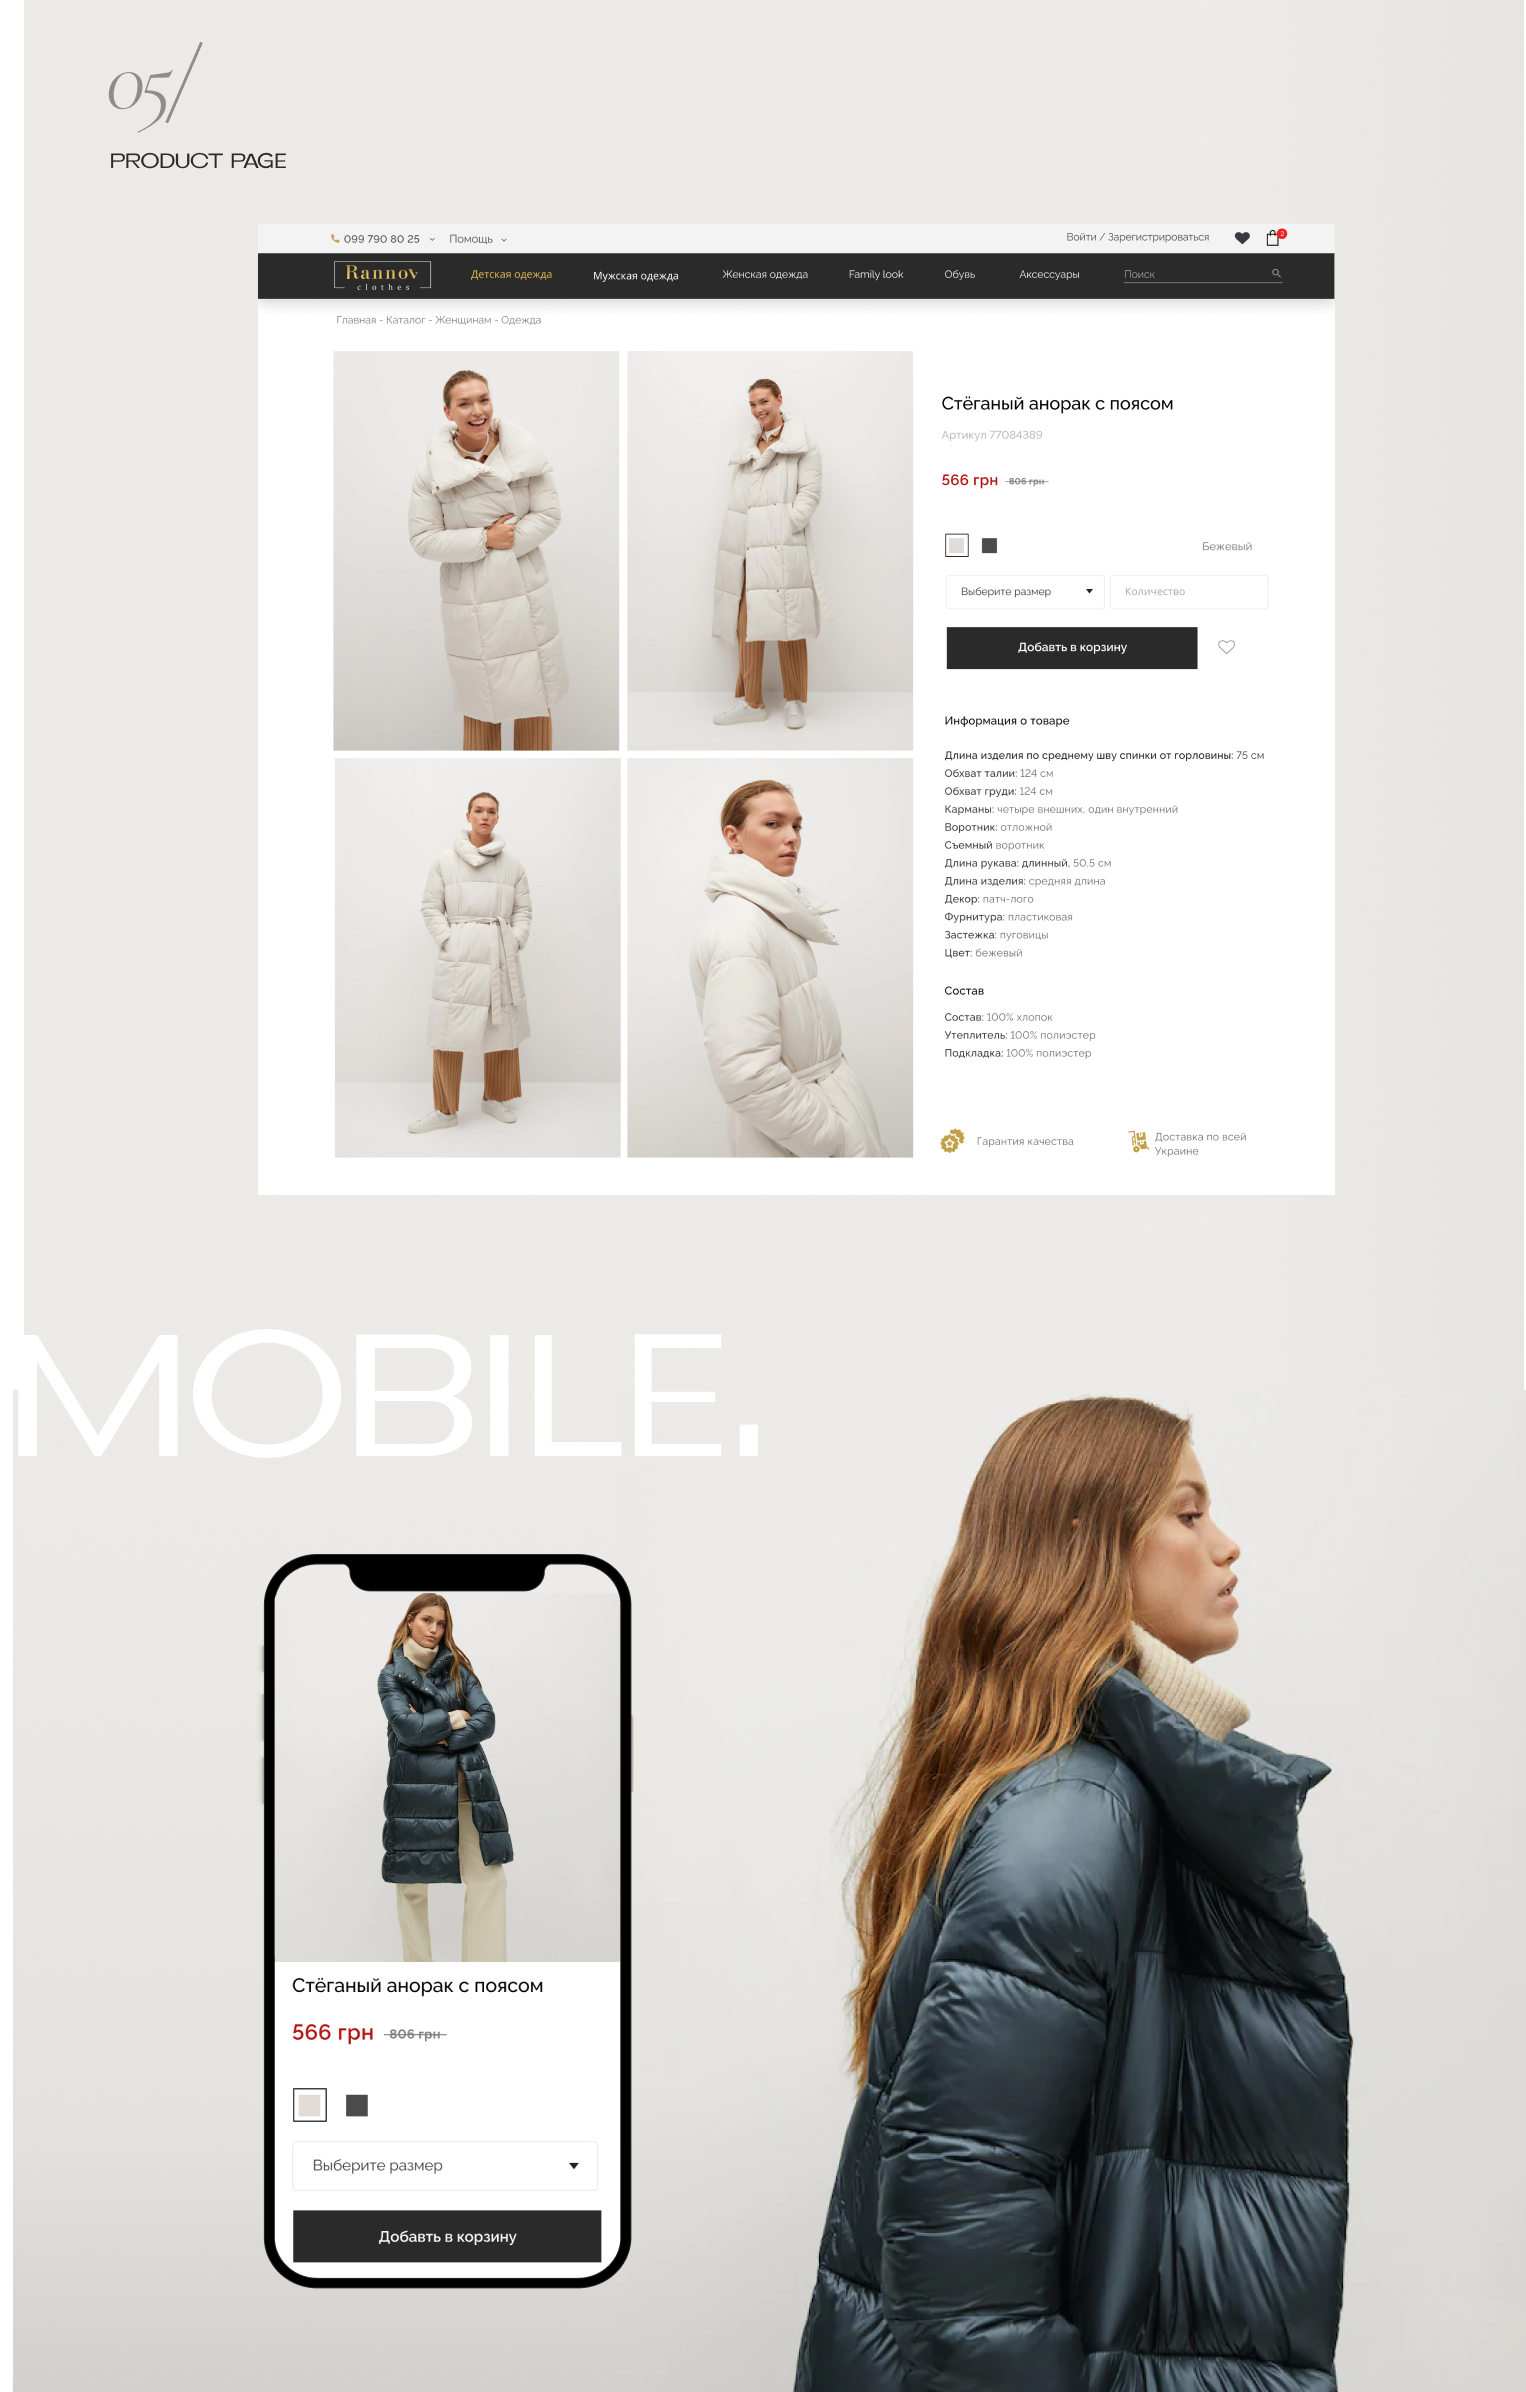 05/
PRODUCT PAGE
099 790 80 25 Помощь Войти / Зарегистрироваться 2
Rannov
clothes
Детская одежда Мужская одежда Женская одежда Family look Обувь Аксессуары Поиск
Главная - Каталог - Женщинам - Одежда
Стёганый анорак с поясом
Артикул 77084389
566 грн 806 грн
Бежевый
Выберите размер Количество
Добавть в корзину
Информация о товаре
Длина изделия по среднему шву спинки от горловины: 75 см
Обхват талии: 124 см
Обхват груди: 124 см
Карманы: четыре внешних, один внутренний
Воротник: отложной
Съемный воротник
Длина рукава: длинный, 50,5 см
Длина изделия: средняя длина
Декор: патч-лого
Фурнитура: пластиковая
Застежка: пуговицы
Цвет: бежевый
Состав
Состав: 100% хлопок
Утеплитель: 100% полиэстер
Подкладка: 100% полиэстер
Гарантия качества
Доставка по всей
Украине
MOBILE.
Стёганый анорак с поясом
566 грн 806 грн
Выберите размер
Добавть в корзину